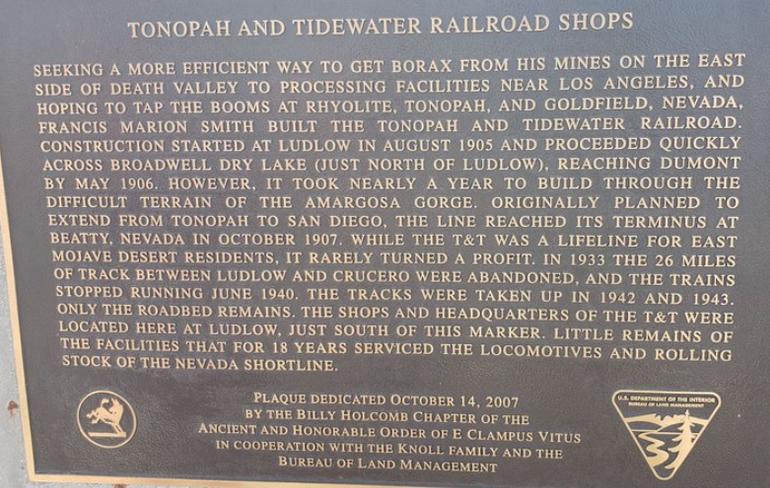 TONOPAH AND TIDEWATER RAILROAD SHOPS
SEEKING A MORE EFFICIENT WAY TO GET BORAX FROM HIS MINES ON THE EAST
SIDE OF DEATH VALLEY TO PROCESSING FACILITIES NEAR LOS ANGELES, AND
HOPING TO TAP THE BOOMS AT RHYOLITE, TONOPAH, AND GOLDFIELD, NEVADA,
FRANCIS MARION SMITH BUILT THE TONOPAH AND TIDEWATER RAILROAD.
CONSTRUCTION STARTED AT LUDLOW IN AUGUST 1905 AND PROCEEDED QUICKLY
ACROSS BROADWELL DRY LAKE (JUST NORTH OF LUDLOW), REACHING DUMONT
BY MAY 1906. HOWEVER, IT TOOK NEARLY A YEAR TO BUILD THROUGH THE
DIFFICULT TERRAIN OF THE AMARGOSA GORGE. ORIGINALLY PLANNED TO
EXTEND FROM TONOPAH TO SAN DIEGO, THE LINE REACHED ITS TERMINUS AT
BEATTY, NEVADA IN OCTOBER 1907. WHILE THE T&T WAS A LIFELINE FOR EAST
MOJAVE DESERT RESIDENTS, IT RARELY TURNED A PROFIT. IN 1933 THE 26 MILES
OF TRACK BETWEEN LUDLOW AND CRUCERO WERE ABANDONED, AND THE TRAINS
STOPPED RUNNING JUNE 1940. THE TRACKS WERE TAKEN UP IN 1942 AND 1943.
ONLY THE ROADBED REMAINS. THE SHOPS AND HEADQUARTERS OF THE T&T WERE
LOCATED HERE AT LUDLOW, JUST SOUTH OF THIS MARKER. LITTLE REMAINS OF
THE FACILITIES THAT FOR 18 YEARS SERVICED THE LOCOMOTIVES AND ROLLING
STOCK OF THE NEVADA SHORTLINE.
PLAQUE DEDICATED OCTOBER 14, 2007
BY THE BILLY HOLCOMB CHAPTER OF THE
ANCIENT AND HONORABLE ORDER OF E CLAMPUS VITUS
IN COOPERATION WITH THE KNOLL FAMILY AND THE
BUREAU OF LAND MANAGEMENT
U.S. DEPARTMENT OF THE INTERIOR
BUREAU OF LAND MANAGEMENT